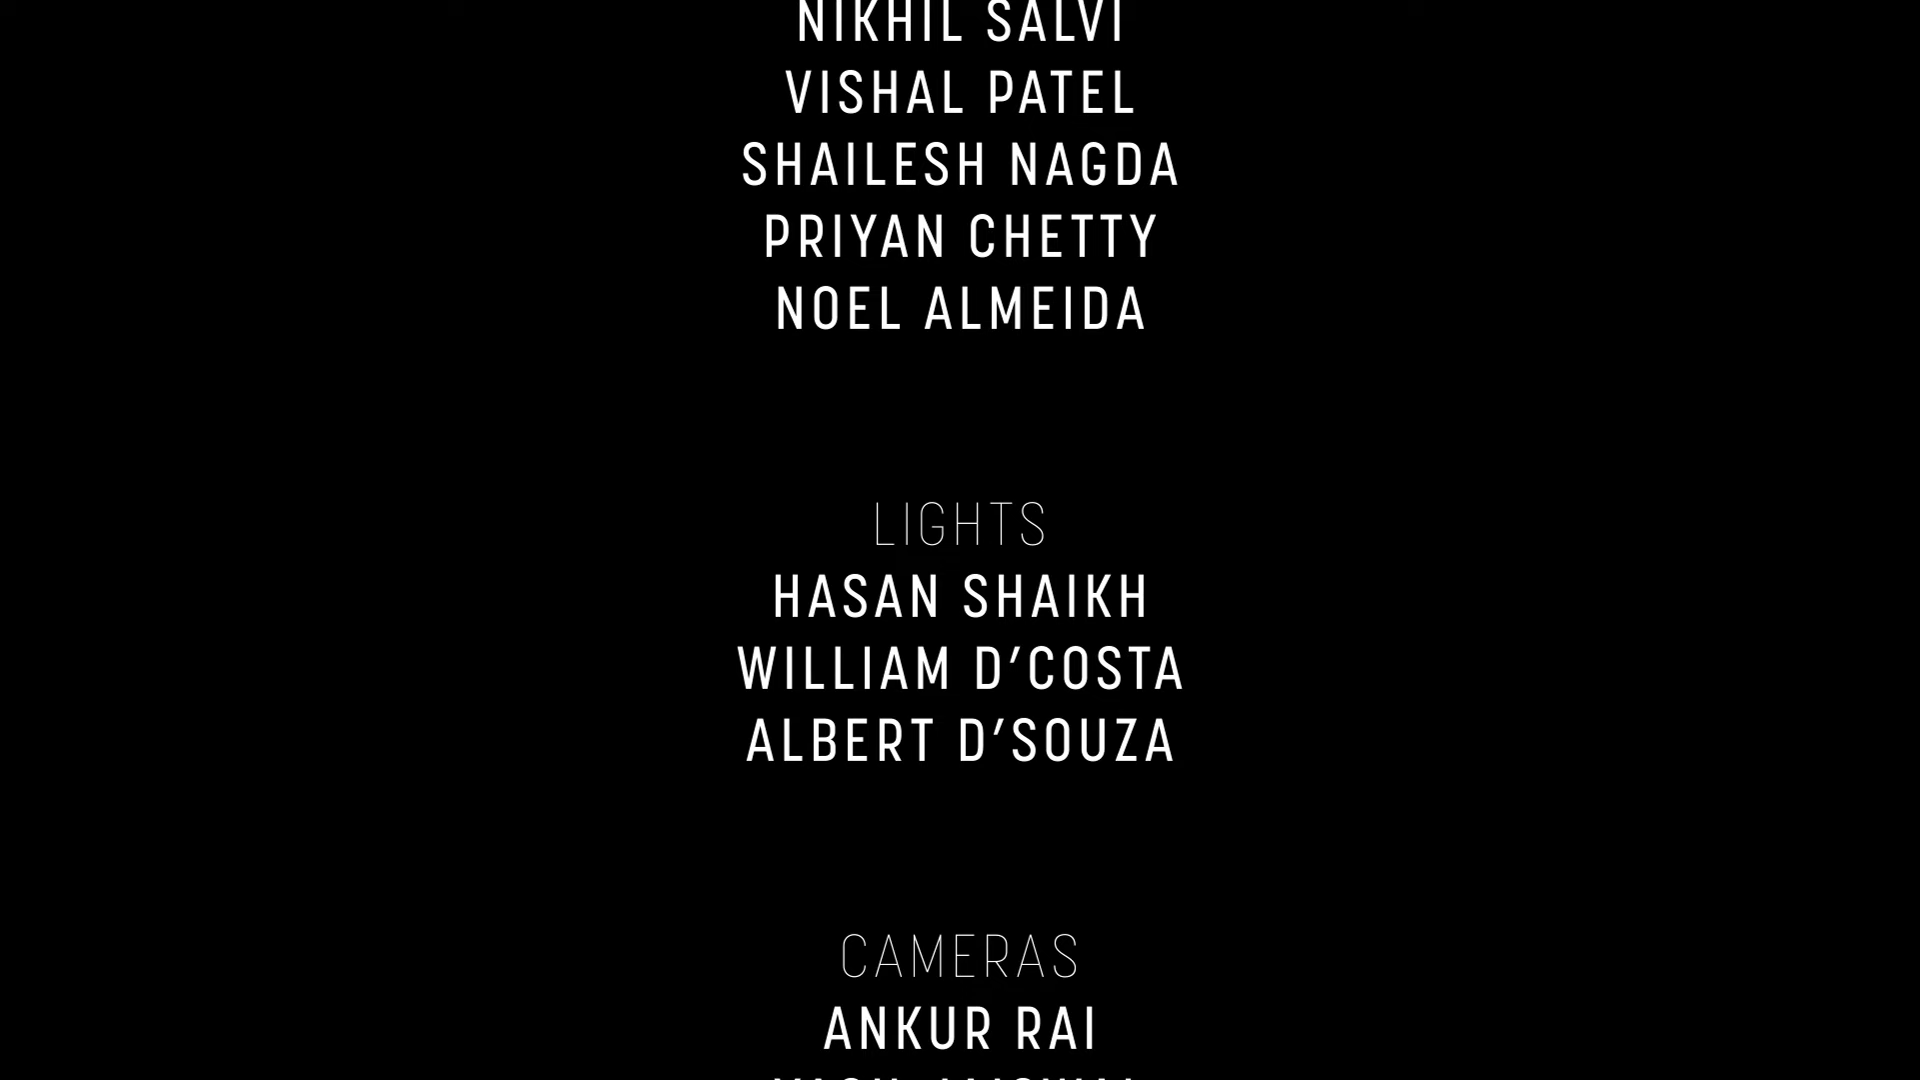 NIKHIL SALVI
VISHAL PATEL
SHAILESH NAGDA
PRIYAN CHETTY
NOEL ALMEIDA
LIGHTS
HASAN SHAIKH
WILLIAM D'COSTA
ALBERT D'SOUZA
CAMERAS
ANKUR RAI